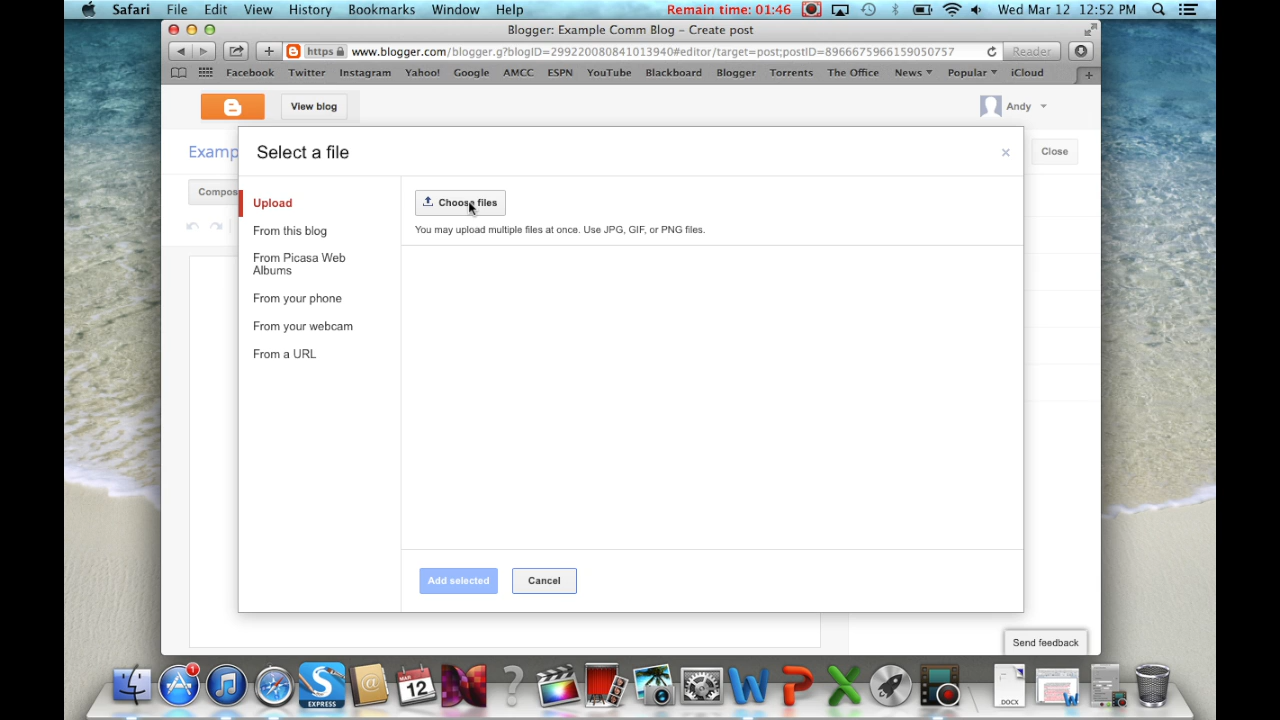 Safari File Edit View History Bookmarks Window Help Remain time: 01:46 Wed Mar 12 12:52 PM
Blogger: Example Comm Blog – Create post
https www.blogger.com/blogger.g?blogID=299220080841013940#editor/target=post;postID=8966675966159050757 Reader
Facebook Twitter Instagram Yahoo! Google AMCC ESPN YouTube Blackboard Blogger Torrents The Office News Popular iCloud
View blog Andy
Examp Select a file × Close
Compos
Upload
Choose files
You may upload multiple files at once. Use JPG, GIF, or PNG files.
From this blog
From Picasa Web
Albums
From your phone
From your webcam
From a URL
Add selected Cancel
Send feedback
1
EXPRESS
MAR
12
DOCX